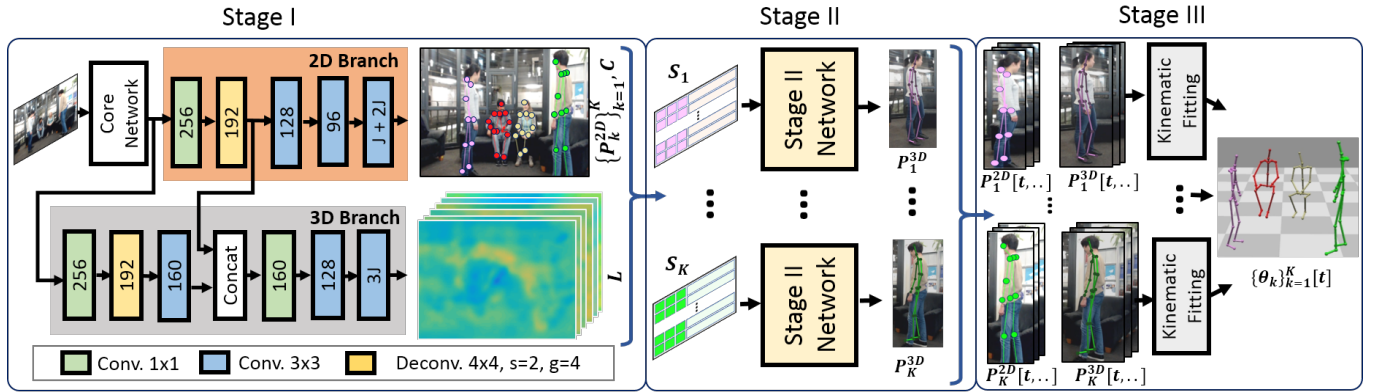 Stage I
Stage II
Stage III
2D Branch
Core
Network
256
192
128
96
J + 2J
{P_k^{2D}}_{k=1}^K, C
3D Branch
256
192
160
Concat
160
128
3J
L
Conv. 1x1
Conv. 3x3
Deconv. 4x4, s=2, g=4
S_1
...
Stage II
Network
P_1^{3D}
...
...
...
S_K
...
Stage II
Network
P_K^{3D}
P_1^{2D}[t,..]
P_1^{3D}[t,..]
Kinematic
Fitting
...
...
P_K^{2D}[t,..]
P_K^{3D}[t,..]
Kinematic
Fitting
{θ_k}_{k=1}^K[t]